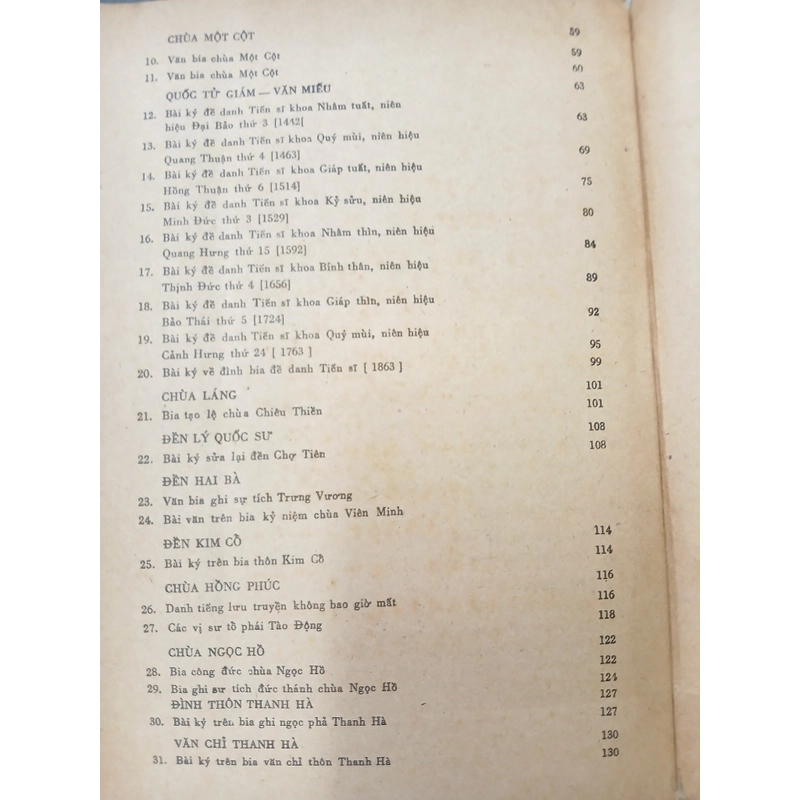 CHÙA MỘT CỘT 59
10. Văn bia chùa Một Cột 59
11. Văn bia chùa Một Cột 60
QUỐC TỬ GIÁM — VĂN MIẾU 63
12. Bài ký đề danh Tiến sĩ khoa Nhâm tuất, niên
hiệu Đại Bảo thứ 3 [1442[ 63
13. Bài ký đề danh Tiến sĩ khoa Quý mùi, niên hiệu
Quang Thuận thứ 4 [1463] 69
14. Bài ký đề danh Tiến sĩ khoa Giáp tuất, niên hiệu
Hồng Thuận thứ 6 [1514] 75
15. Bài ký đề danh Tiến sĩ khoa Kỷ sửu, niên hiệu
Minh Đức thứ 3 [1529] 80
16. Bài ký đề danh Tiến sĩ khoa Nhâm thìn, niên hiệu
Quang Hưng thứ 15 [1592] 84
17. Bài ký đề danh Tiến sĩ khoa Bính thân, niên hiệu
Thịnh Đức thứ 4 [1656] 89
18. Bài ký đề danh Tiến sĩ khoa Giáp thìn, niên hiệu
Bảo Thái thứ 5 [1724] 92
19. Bài ký đề danh Tiến sĩ khoa Quý mùi, niên hiệu
Cảnh Hưng thứ 24 [ 1763 ] 95
20. Bài ký về đình bia đề danh Tiến sĩ [ 1863 ] 99
CHÙA LÁNG 101
21. Bia tạo lệ chùa Chiêu Thiền 101
ĐỀN LÝ QUỐC SƯ 108
22. Bài ký sửa lại đền Chợ Tiên 108
ĐỀN HAI BÀ
23. Văn bia ghi sự tích Trưng Vương
24. Bài văn trên bia kỷ niệm chùa Viên Minh
ĐỀN KIM CỔ 114
25. Bài ký trên bia thôn Kim Cổ 114
CHÙA HỒNG PHÚC 116
26. Danh tiếng lưu truyền không bao giờ mất 116
27. Các vị sư tổ phái Tào Động 118
CHÙA NGỌC HỒ 122
28. Bia công đức chùa Ngọc Hồ 122
29. Bia ghi sự tích đức thánh chùa Ngọc Hồ 124
ĐÌNH THÔN THANH HÀ 127
30. Bài ký trên bia ghi ngọc phả Thanh Hà 127
VĂN CHỈ THANH HÀ 130
31. Bài ký trên bia văn chỉ thôn Thanh Hà 130